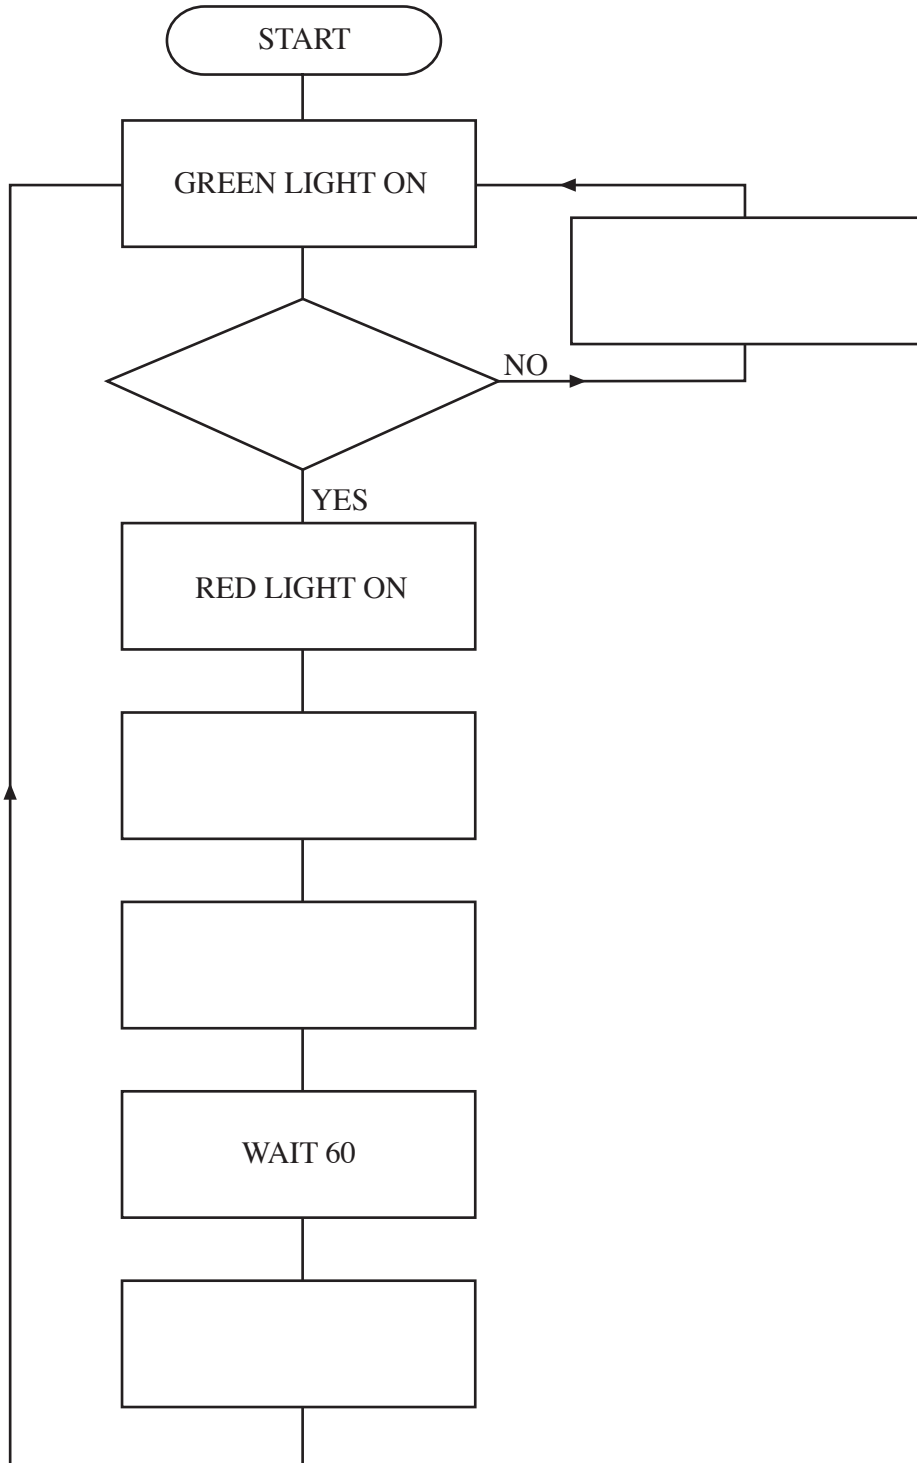 START
GREEN LIGHT ON
NO
YES
RED LIGHT ON
WAIT 60